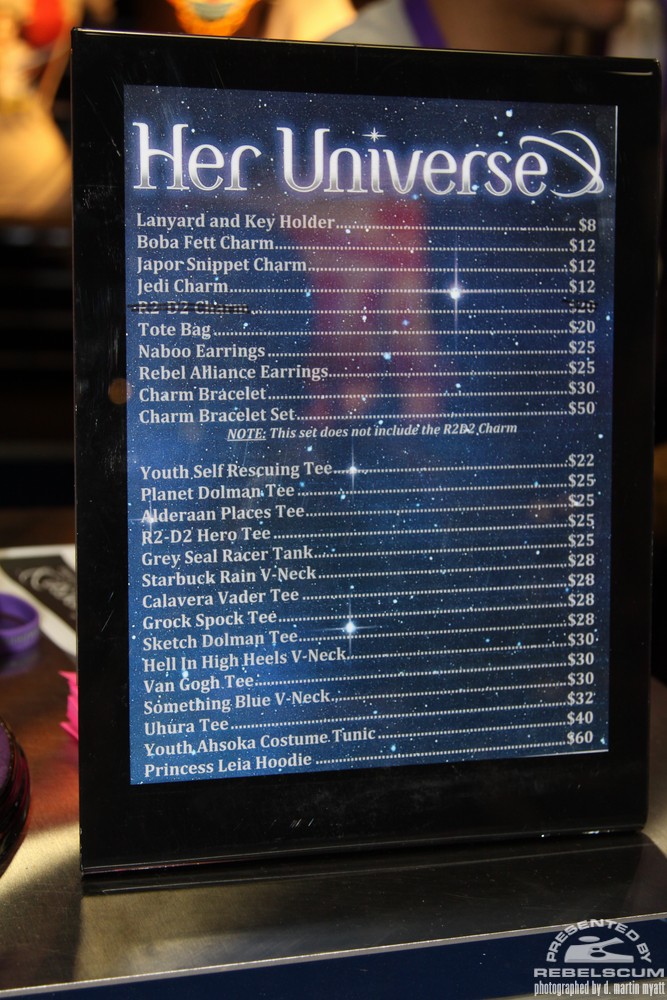 Her Universe
Lanyard and Key Holder........................ $8
Boba Fett Charm........................ $12
Japor Snippet Charm........................ $12
Jedi Charm........................ $12
R2-D2 Charm........................ $20
Tote Bag........................ $20
Naboo Earrings........................ $25
Rebel Alliance Earrings........................ $25
Charm Bracelet........................ $30
Charm Bracelet Set........................ $50
NOTE: This set does not include the R2D2 Charm
Youth Self Rescuing Tee........................ $22
Planet Dolman Tee........................ $25
Alderaan Places Tee........................ $25
R2-D2 Hero Tee........................ $25
Grey Seal Racer Tank........................ $25
Starbuck Rain V-Neck........................ $28
Calavera Vader Tee........................ $28
Grock Spock Tee........................ $28
Sketch Dolman Tee........................ $28
Hell In High Heels V-Neck........................ $30
Van Gogh Tee........................ $30
Something Blue V-Neck........................ $30
Uhura Tee........................ $32
Youth Ahsoka Costume Tunic........................ $40
Princess Leia Hoodie........................ $60
PRESENTED BY
REBELSCUM
photographed by d. martin myatt